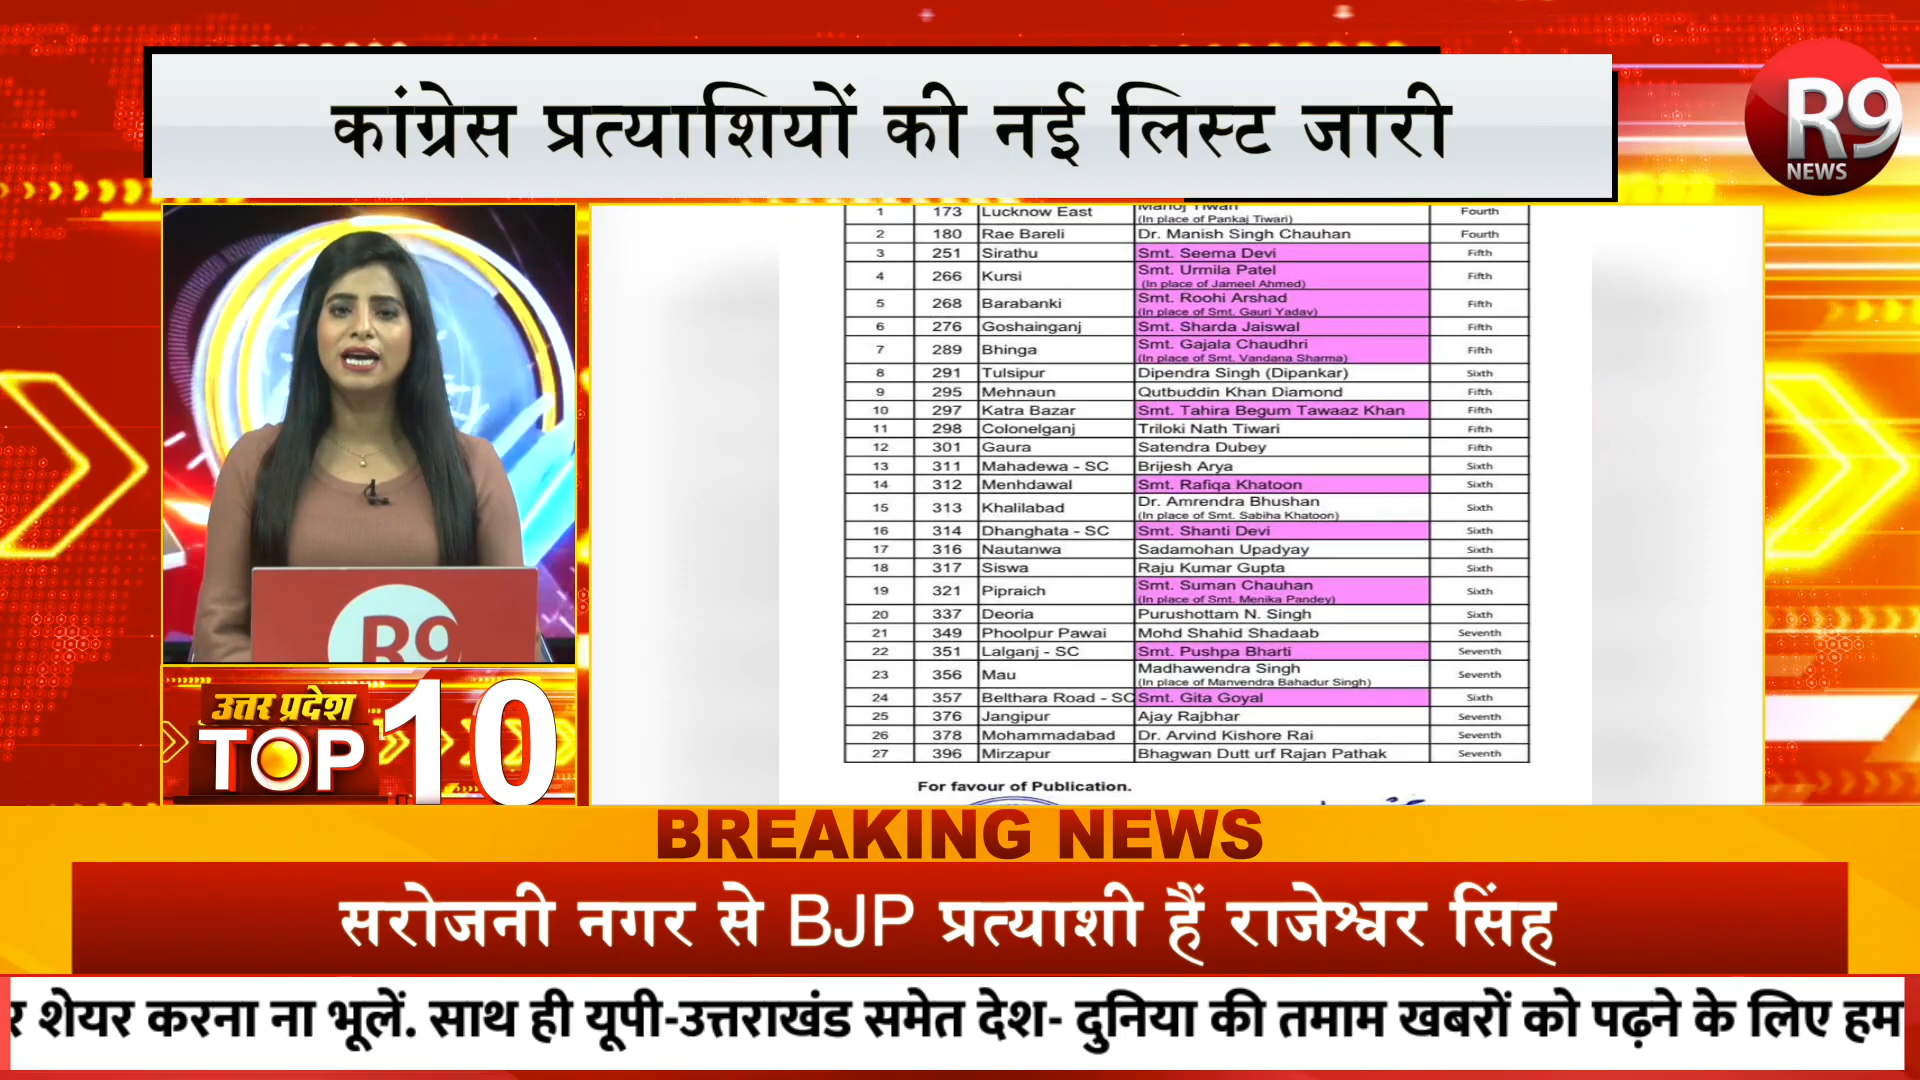 कांग्रेस प्रत्याशियों की नई लिस्ट जारी
R9
NEWS
1 173 Lucknow East Manoj Tiwari Fourth
(In place of Pankaj Tiwari)
2 180 Rae Bareli Dr. Manish Singh Chauhan Fourth
3 251 Sirathu Smt. Seema Devi Fifth
4 266 Kursi Smt. Urmila Patel Fifth
(In place of Jameel Ahmed)
5 268 Barabanki Smt. Roohi Arshad Fifth
(In place of Smt. Gauri Yadav)
6 276 Goshainganj Smt. Sharda Jaiswal Fifth
7 289 Bhinga Smt. Gajala Chaudhri Fifth
(In place of Smt. Vandana Sharma)
8 291 Tulsipur Dipendra Singh (Dipankar) Sixth
9 295 Mehnaun Qutbuddin Khan Diamond Fifth
10 297 Katra Bazar Smt. Tahira Begum Tawaaz Khan Fifth
11 298 Colonelganj Triloki Nath Tiwari Fifth
12 301 Gaura Satendra Dubey Fifth
13 311 Mahadewa - SC Brijesh Arya Sixth
14 312 Menhdawal Smt. Rafiqa Khatoon Sixth
15 313 Khalilabad Dr. Amrendra Bhushan Sixth
(In place of Smt. Sabiha Khatoon)
16 314 Dhanghata - SC Smt. Shanti Devi Sixth
17 316 Nautanwa Sadamohan Upadyay Sixth
18 317 Siswa Raju Kumar Gupta Sixth
19 321 Pipraich Smt. Suman Chauhan Sixth
(In place of Smt. Menika Pandey)
20 337 Deoria Purushottam N. Singh Sixth
21 349 Phoolpur Pawai Mohd Shahid Shadaab Seventh
22 351 Lalganj - SC Smt. Pushpa Bharti Seventh
23 356 Mau Madhawendra Singh Seventh
(In place of Manvendra Bahadur Singh)
24 357 Belthara Road - SC Smt. Gita Goyal Sixth
25 376 Jangipur Ajay Rajbhar Seventh
26 378 Mohammadabad Dr. Arvind Kishore Rai Seventh
27 396 Mirzapur Bhagwan Dutt urf Rajan Pathak Seventh
For favour of Publication.
R9
उत्तर प्रदेश
TOP 10
BREAKING NEWS
सरोजनी नगर से BJP प्रत्याशी हैं राजेश्वर सिंह
र शेयर करना ना भूलें. साथ ही यूपी-उत्तराखंड समेत देश- दुनिया की तमाम खबरों को पढ़ने के लिए हम